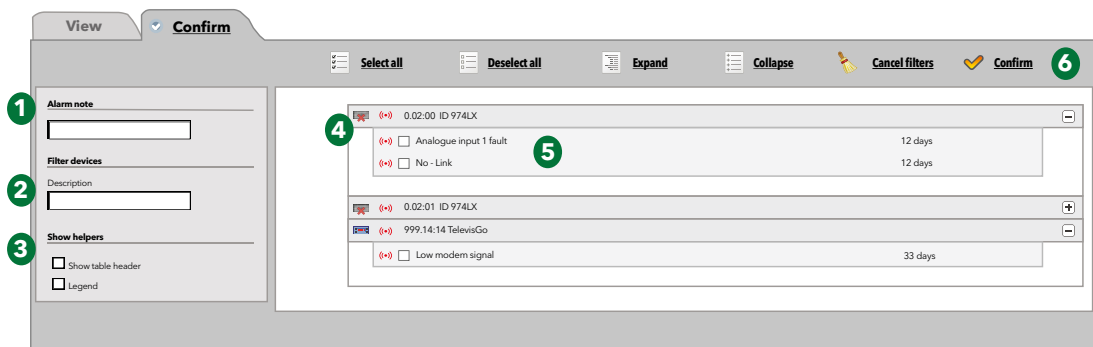 View
Confirm
Select all Deselect all Expand Collapse Cancel filters Confirm 6
1 Alarm note
Filter devices
2 Description
3 Show helpers
Show table header
Legend
4 0.02:00 ID 974LX
Analogue input 1 fault 5 12 days
No - Link 12 days
0.02:01 ID 974LX
999.14:14 TelevisGo
Low modem signal 33 days